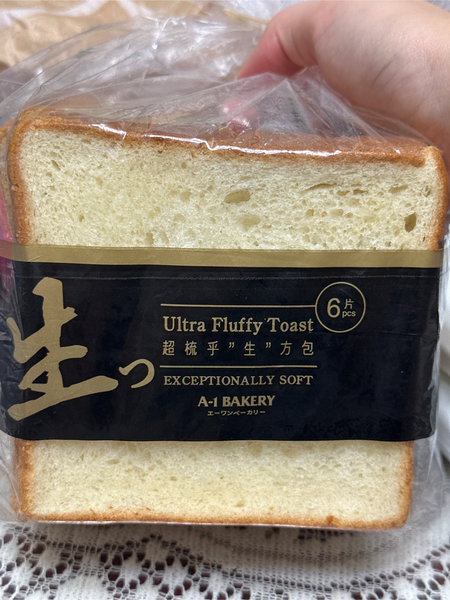 生っ
6片
pcs
Ultra Fluffy Toast
超梳乎"生"方包
EXCEPTIONALLY SOFT
A-1 BAKERY
エーワンベーカリー